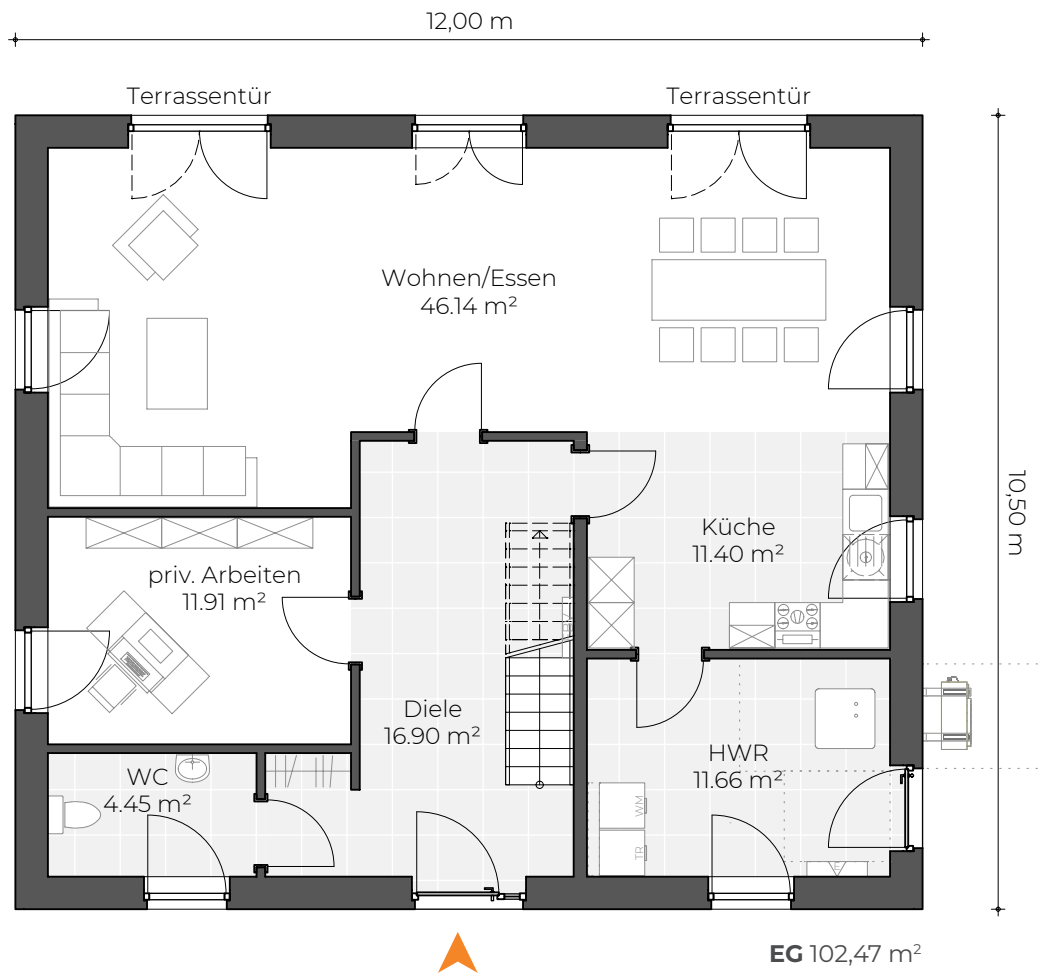 12,00 m
Terrassentür
Terrassentür
Wohnen/Essen
46.14 m²
10,50 m
Küche
11.40 m²
priv. Arbeiten
11.91 m²
Diele
16.90 m²
HWR
11.66 m²
WC
4.45 m²
WM
TR
EG 102,47 m²